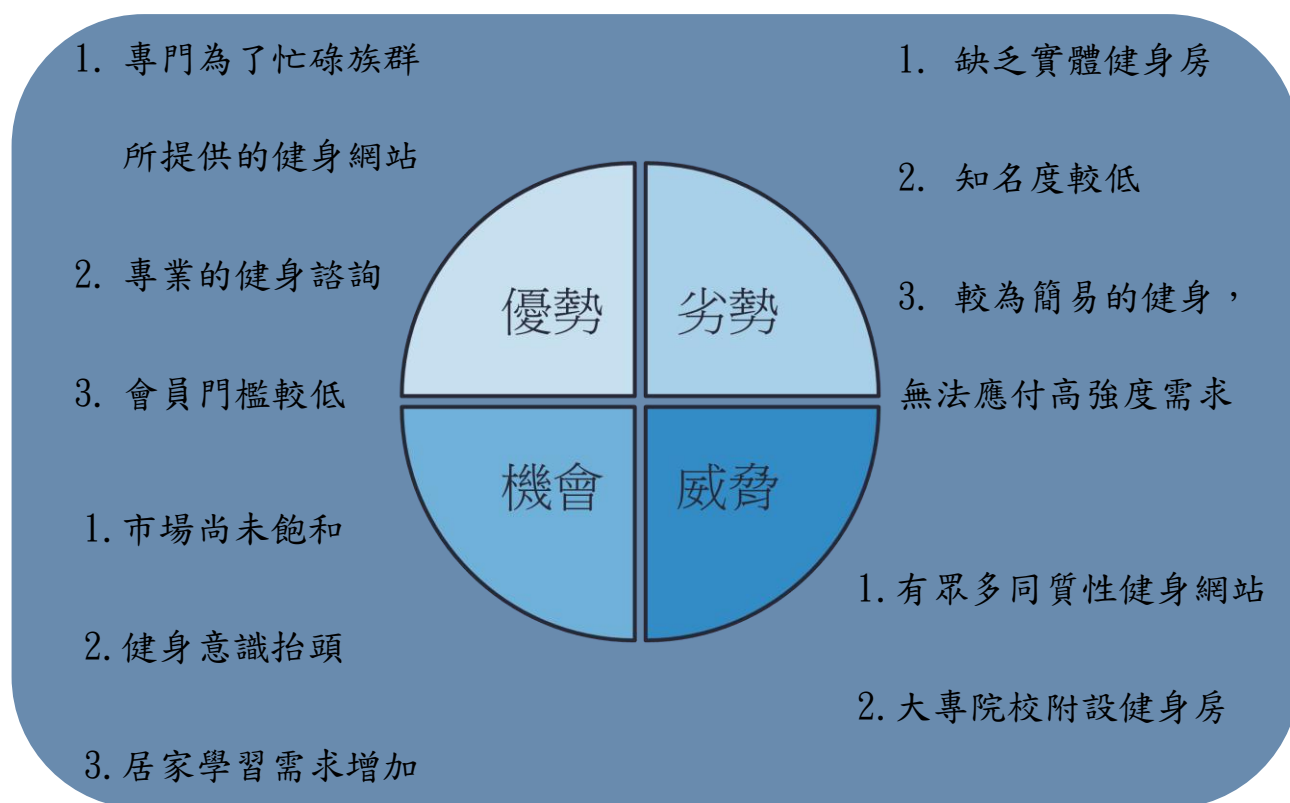 1. 專門為了忙碌族群
所提供的健身網站
2. 專業的健身諮詢
3. 會員門檻較低
1. 缺乏實體健身房
2. 知名度較低
3. 較為簡易的健身，
無法應付高強度需求
優勢
劣勢
機會
威脅
1.市場尚未飽和
2.健身意識抬頭
3.居家學習需求增加
1.有眾多同質性健身網站
2.大專院校附設健身房